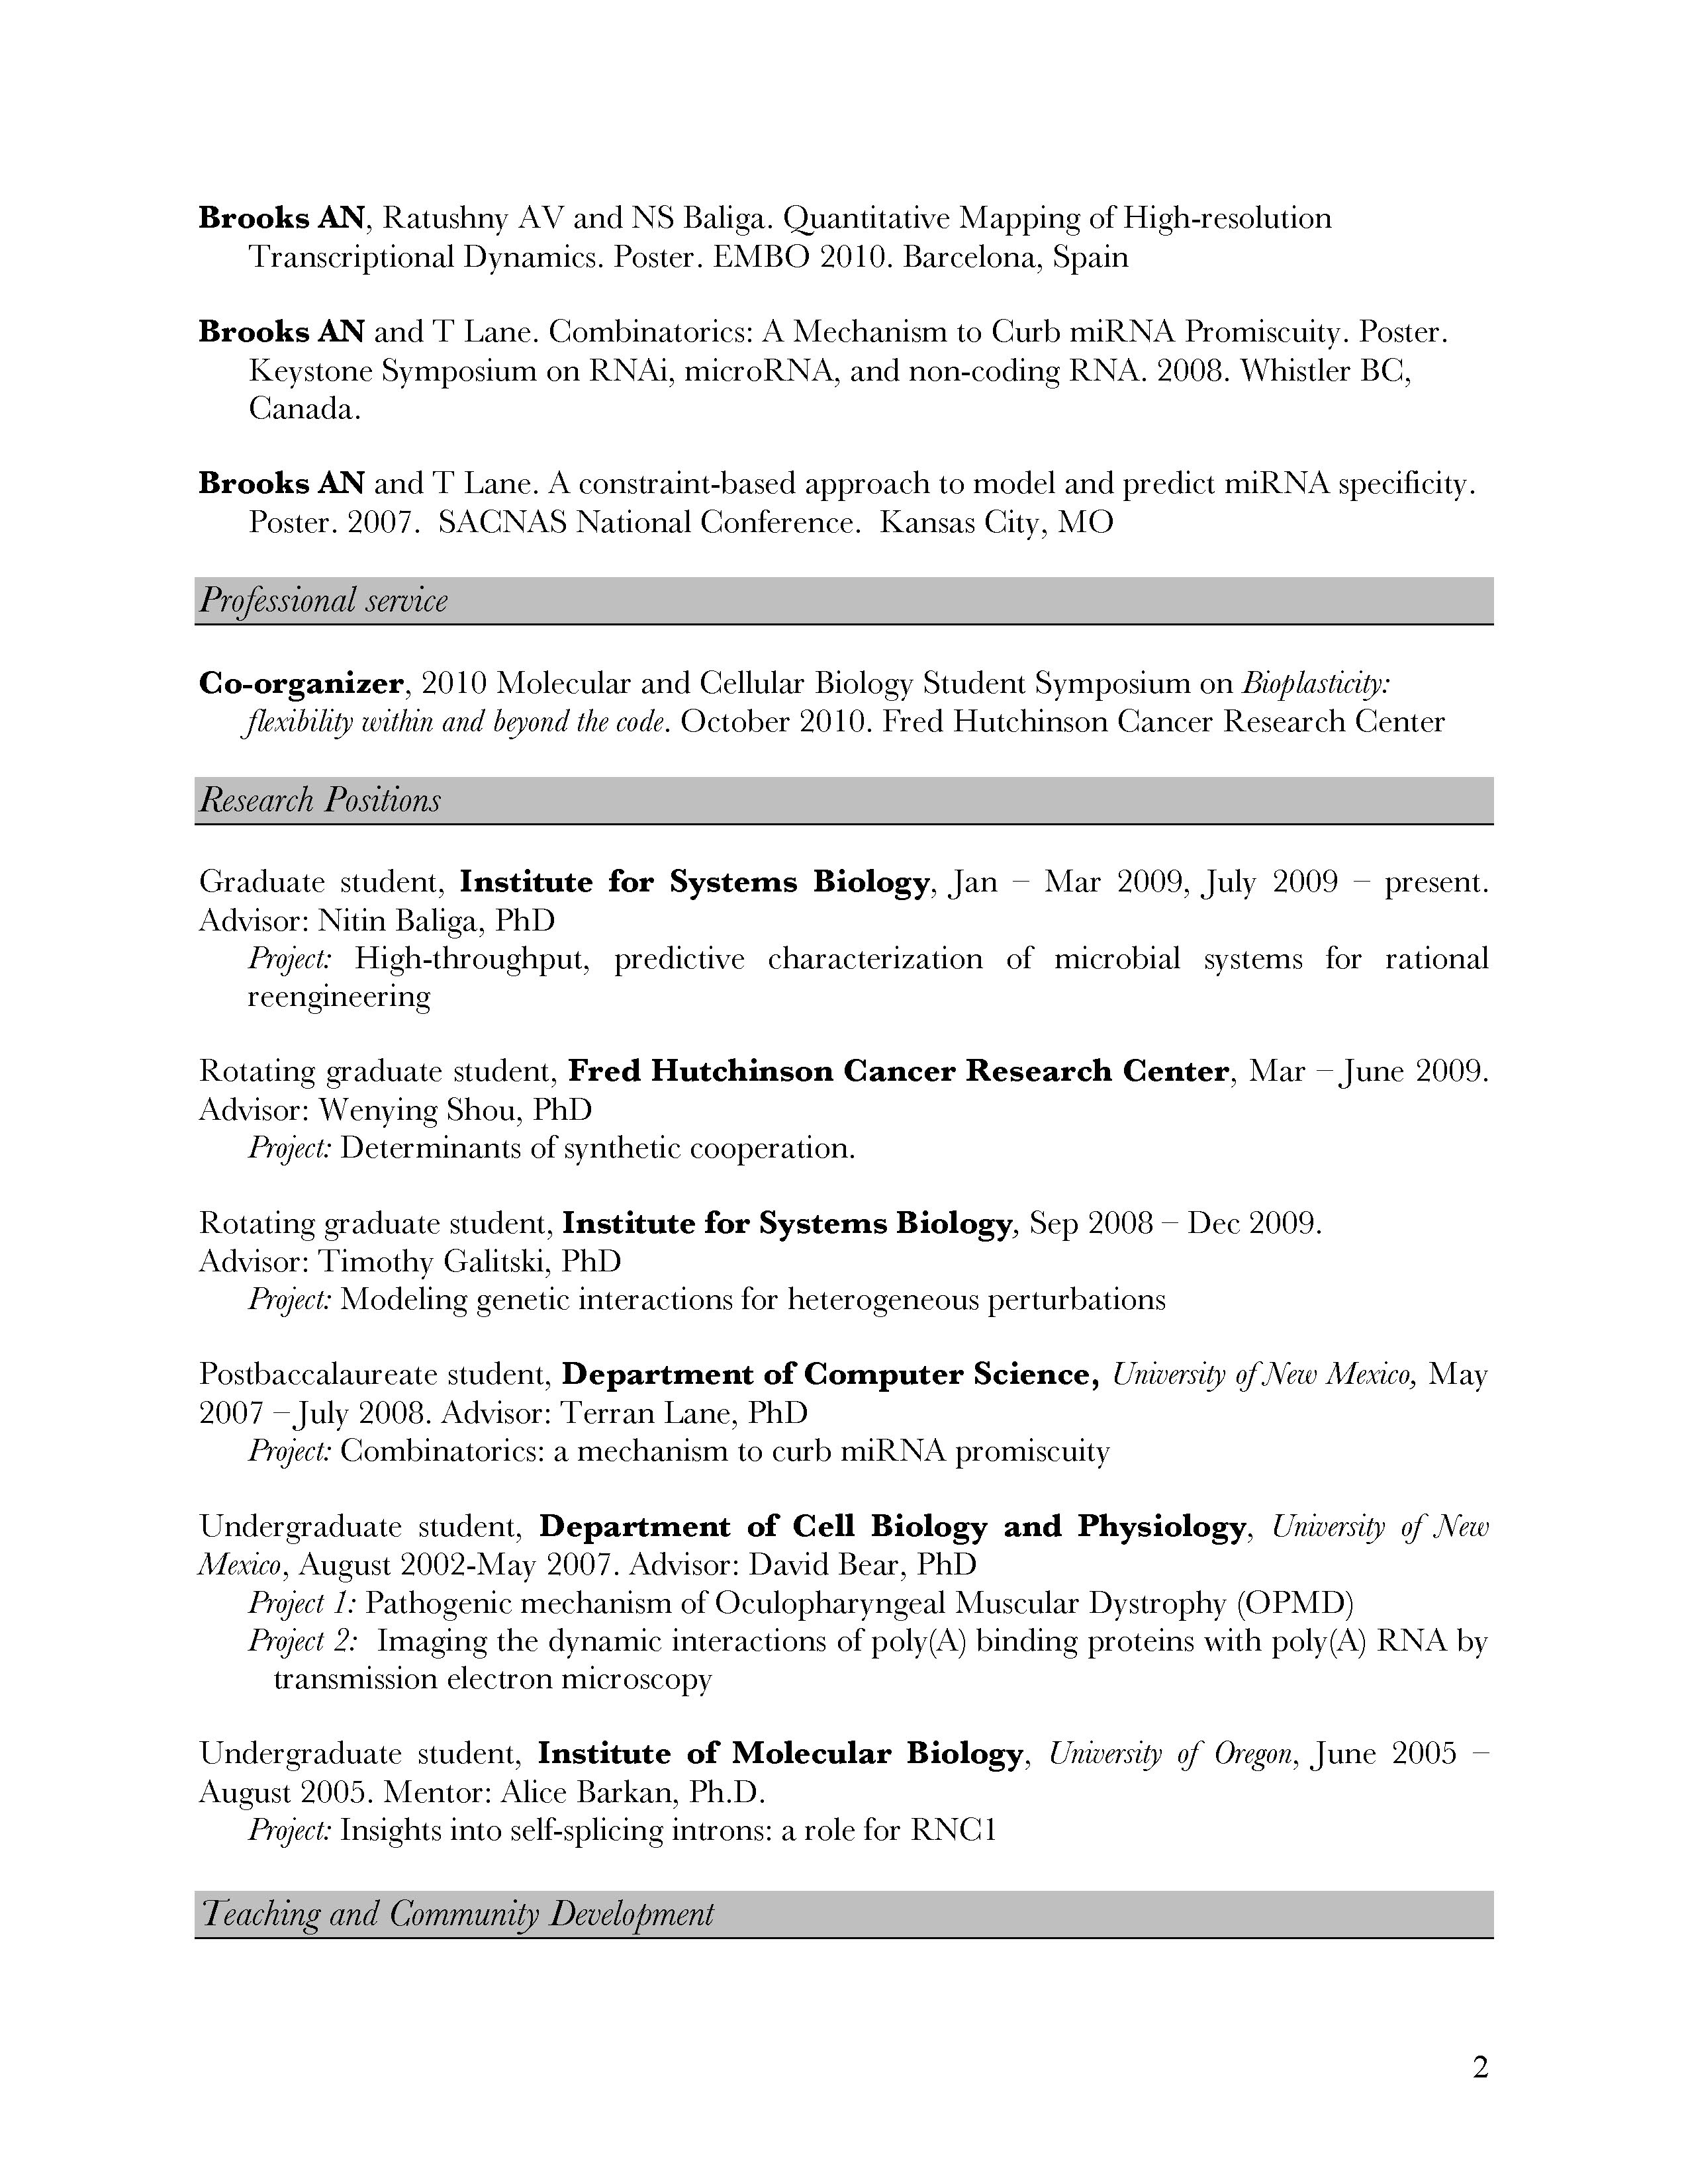 Brooks AN, Ratushny AV and NS Baliga. Quantitative Mapping of High-resolution
Transcriptional Dynamics. Poster. EMBO 2010. Barcelona, Spain
Brooks AN and T Lane. Combinatorics: A Mechanism to Curb miRNA Promiscuity. Poster.
Keystone Symposium on RNAi, microRNA, and non-coding RNA. 2008. Whistler BC,
Canada.
Brooks AN and T Lane. A constraint-based approach to model and predict miRNA specificity.
Poster. 2007.  SACNAS National Conference.  Kansas City, MO
Professional service
Co-organizer, 2010 Molecular and Cellular Biology Student Symposium on Bioplasticity:
flexibility within and beyond the code. October 2010. Fred Hutchinson Cancer Research Center
Research Positions
Graduate student, Institute for Systems Biology, Jan – Mar 2009, July 2009 – present.
Advisor: Nitin Baliga, PhD
Project: High-throughput, predictive characterization of microbial systems for rational
reengineering
Rotating graduate student, Fred Hutchinson Cancer Research Center, Mar – June 2009.
Advisor: Wenying Shou, PhD
Project: Determinants of synthetic cooperation.
Rotating graduate student, Institute for Systems Biology, Sep 2008 – Dec 2009.
Advisor: Timothy Galitski, PhD
Project: Modeling genetic interactions for heterogeneous perturbations
Postbaccalaureate student, Department of Computer Science, University of New Mexico, May
2007 – July 2008. Advisor: Terran Lane, PhD
Project: Combinatorics: a mechanism to curb miRNA promiscuity
Undergraduate student, Department of Cell Biology and Physiology, University of New
Mexico, August 2002-May 2007. Advisor: David Bear, PhD
Project 1: Pathogenic mechanism of Oculopharyngeal Muscular Dystrophy (OPMD)
Project 2:  Imaging the dynamic interactions of poly(A) binding proteins with poly(A) RNA by
transmission electron microscopy
Undergraduate student, Institute of Molecular Biology, University of Oregon, June 2005 –
August 2005. Mentor: Alice Barkan, Ph.D.
Project: Insights into self-splicing introns: a role for RNC1
Teaching and Community Development
2